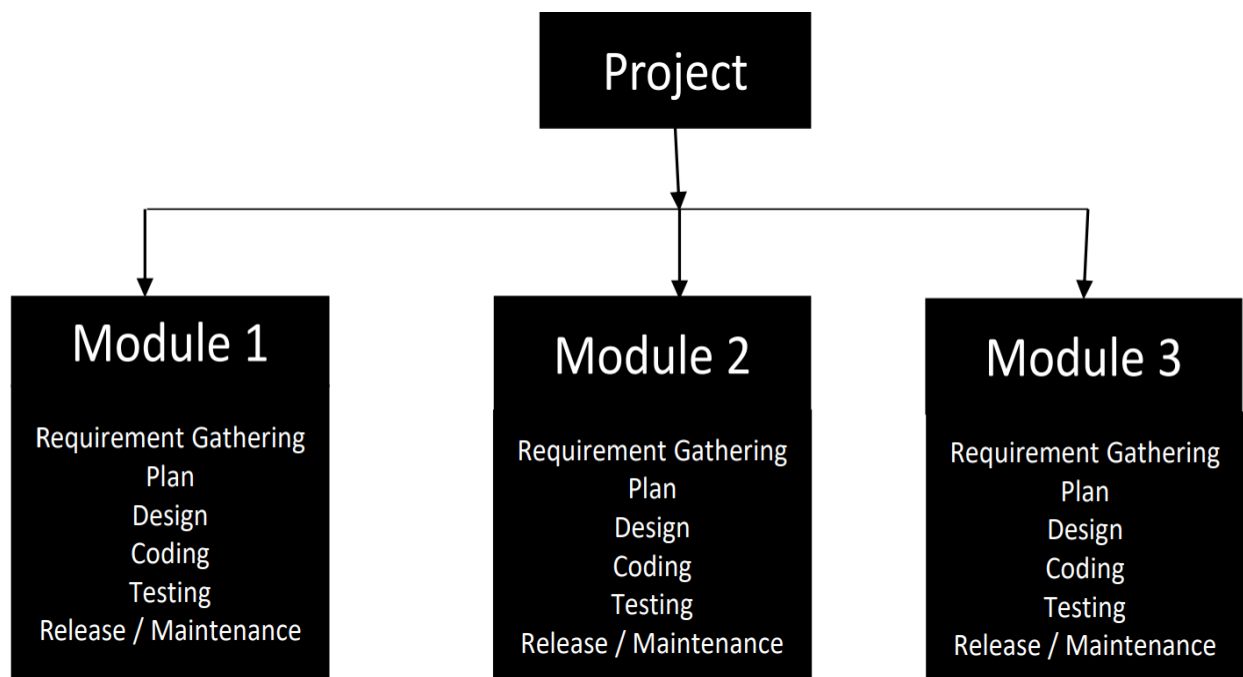 Project
Module 1
Requirement Gathering
Plan
Design
Coding
Testing
Release / Maintenance
Module 2
Requirement Gathering
Plan
Design
Coding
Testing
Release / Maintenance
Module 3
Requirement Gathering
Plan
Design
Coding
Testing
Release / Maintenance